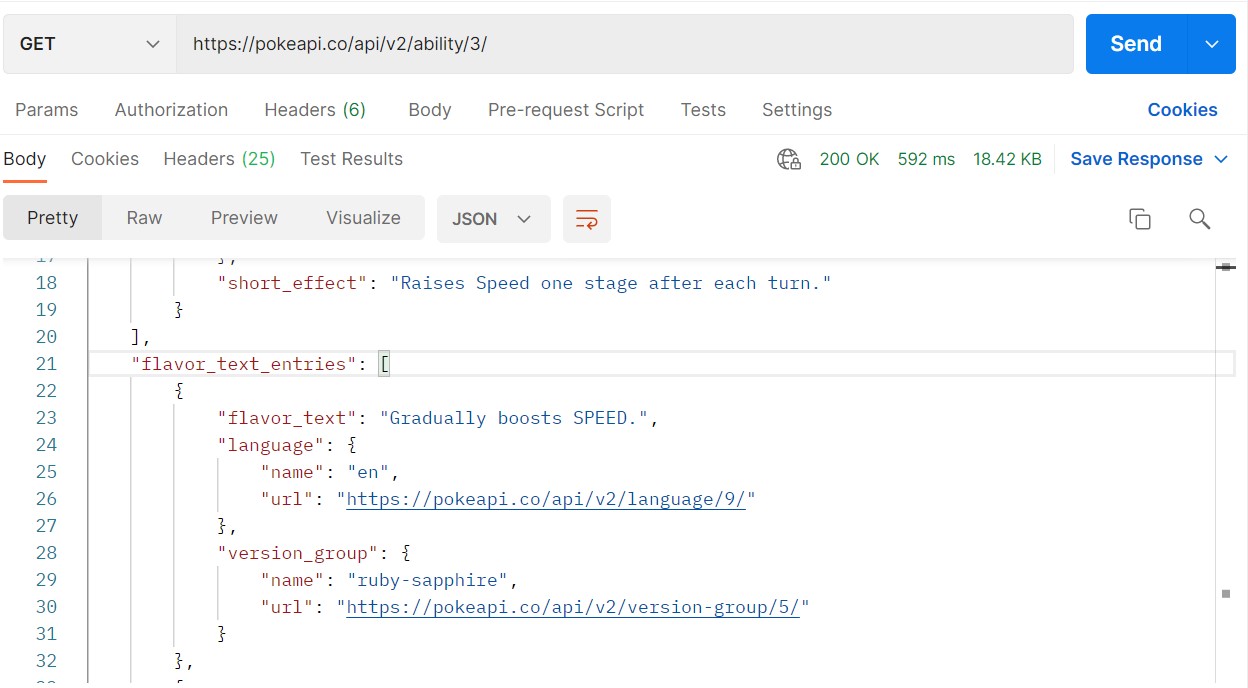 GET https://pokeapi.co/api/v2/ability/3/ Send
Params Authorization Headers (6) Body Pre-request Script Tests Settings Cookies
Body Cookies Headers (25) Test Results 200 OK 592 ms 18.42 KB Save Response
Pretty Raw Preview Visualize JSON
17 },
18 "short_effect": "Raises Speed one stage after each turn."
19 }
20 ],
21 "flavor_text_entries": [
22 {
23 "flavor_text": "Gradually boosts SPEED.",
24 "language": {
25 "name": "en",
26 "url": "https://pokeapi.co/api/v2/language/9/"
27 },
28 "version_group": {
29 "name": "ruby-sapphire",
30 "url": "https://pokeapi.co/api/v2/version-group/5/"
31 }
32 },